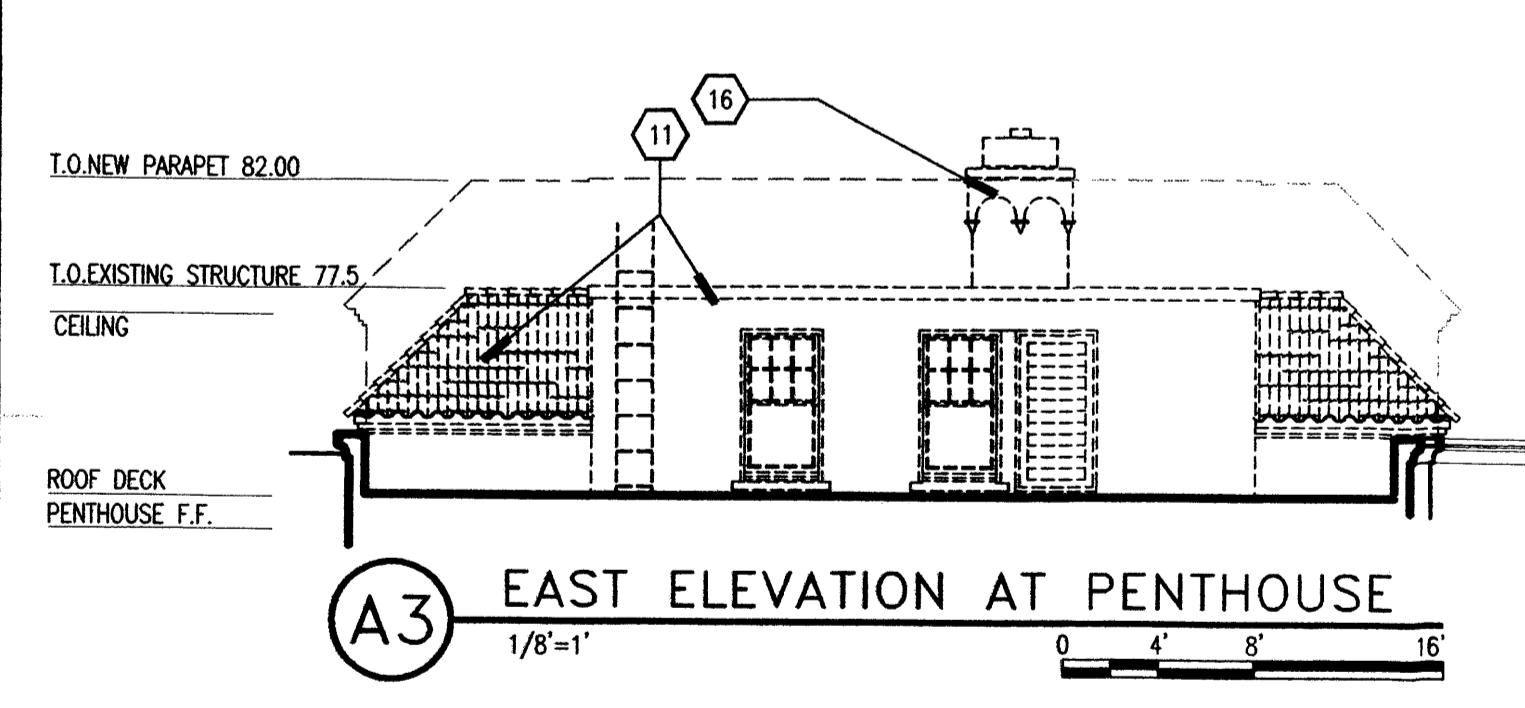 16
11
T.O.NEW PARAPET 82.00
T.O.EXISTING STRUCTURE 77.5
CEILING
ROOF DECK
PENTHOUSE F.F.
A3
EAST ELEVATION AT PENTHOUSE
1/8'=1'
0 4' 8' 16'